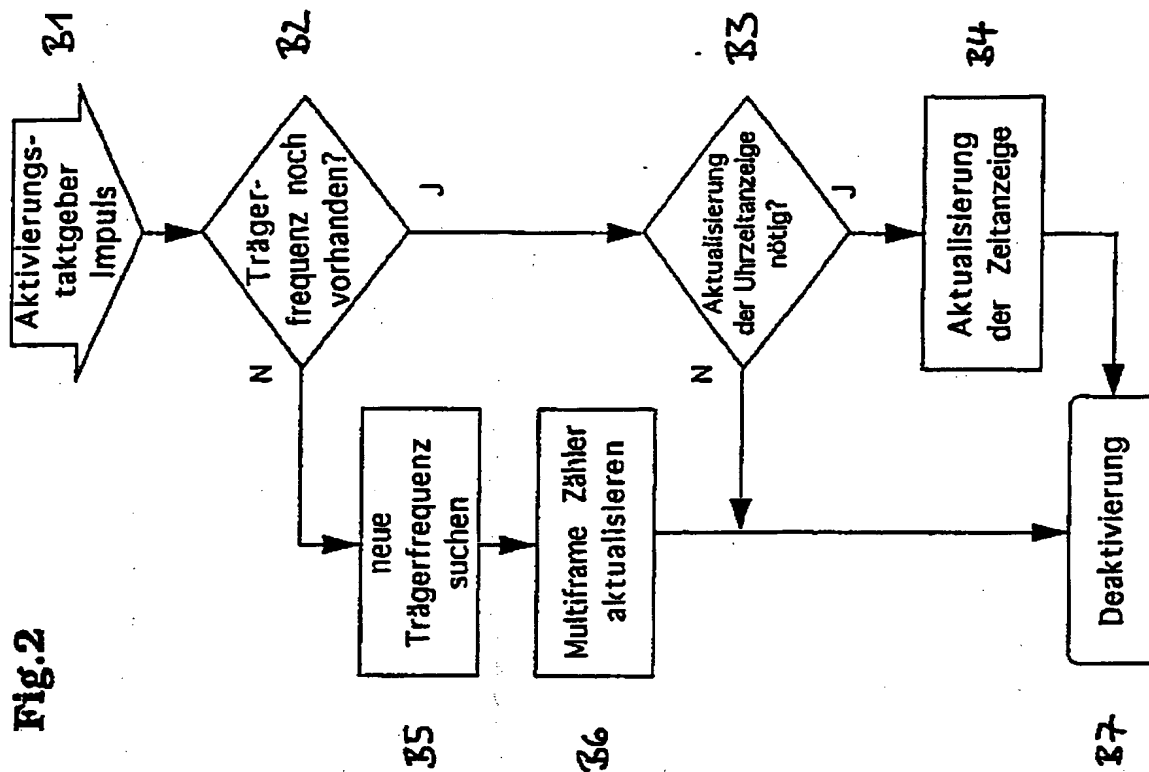 Fig.2
Aktivierungs-
taktgeber
Impuls
B1
Träger-
frequenz noch
vorhanden?
B2
N
J
neue
Trägerfrequenz
suchen
B5
Multiframe Zähler
aktualisieren
B6
Aktualisierung
der Uhrzeitanzeige
nötig?
B3
N
J
Aktualisierung
der Zeitanzeige
B4
Deaktivierung
B7